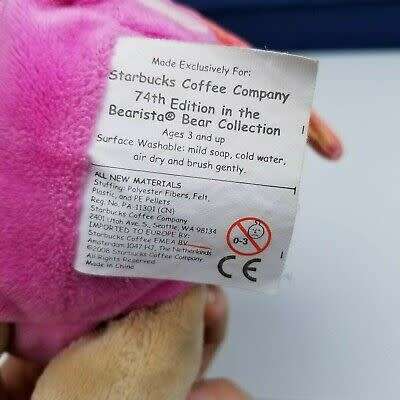 Made Exclusively For:
Starbucks Coffee Company
74th Edition in the
Bearista® Bear Collection
Ages 3 and up
Surface Washable: mild soap, cold water,
air dry and brush gently.
ALL NEW MATERIALS
Stuffing: Polyester Fibers, Felt,
Plastic, and PE Pellets
Reg. No. PA-11301 (CN)
Starbucks Coffee Company
2401 Utah Ave. S., Seattle, WA 98134
IMPORTED TO EUROPE BY:
Starbucks Coffee EMEA BV
Amsterdam 1047 HJ, The Netherlands
©2008 Starbucks Coffee Company
All Rights Reserved
Made in China
0-3
CE